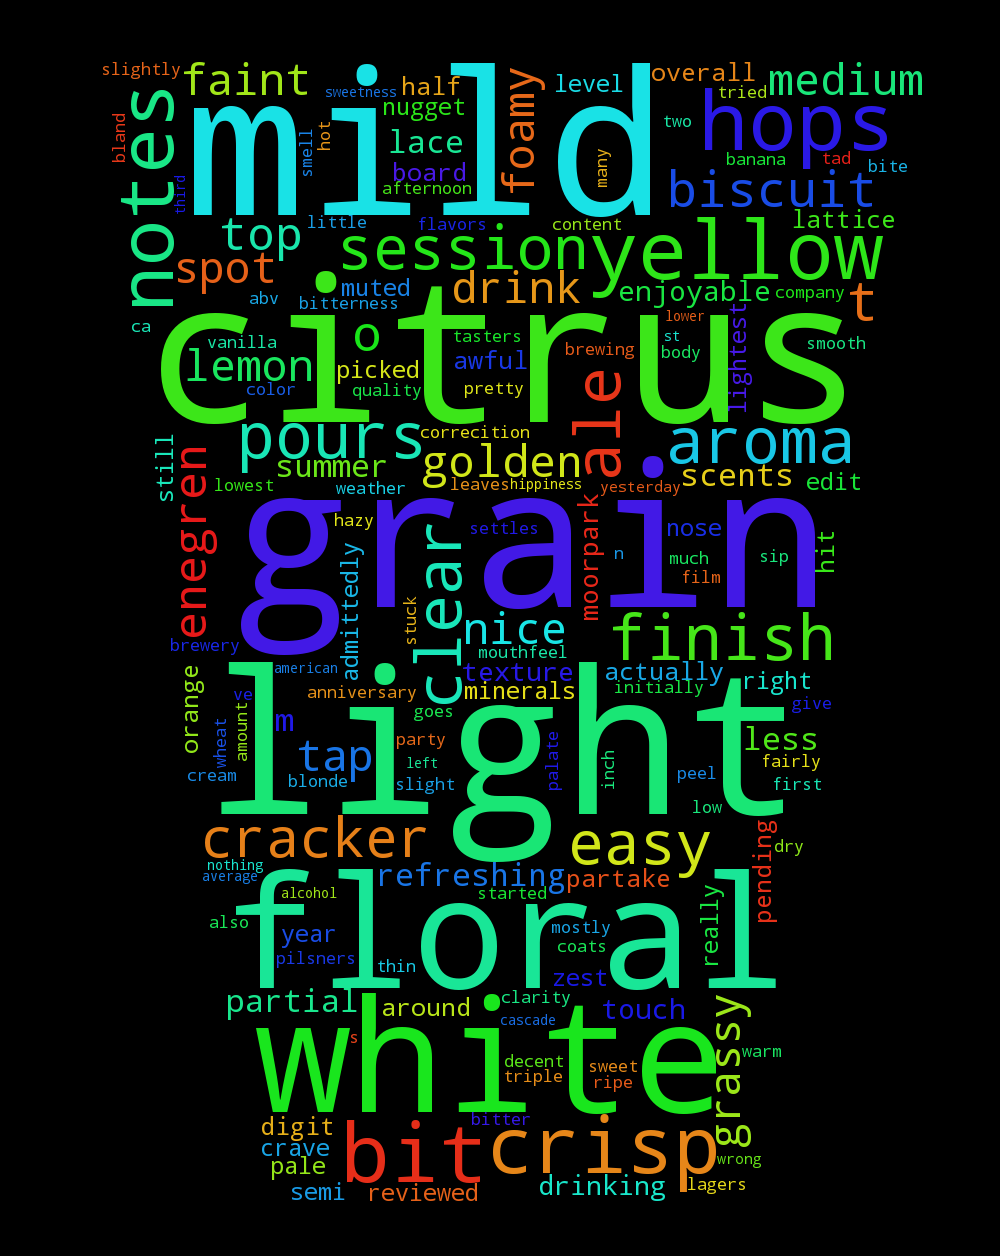 slightly faint sweetness half level overall medium
mild
bland notes third smell hot nugget lace board afternoon foamy many two tried hops banana tad bite
biscuit
top little flavors content lattice
session yellow
spot abv muted bitterness drink enjoyable company t
citrus
ca vanilla lemon color o picked quality tasters awful pretty brewing lower st body lightest smooth
ale
pours correcition golden aroma
still enegren summer lowest weather leaves hippiness yesterday scents edit
grain
hazy settles moorpark nose n much film sip hit
clear
brewery admittedly stuck nice mouthfeel finish
american texture actually
light
orange ve m anniversary minerals goes initially right give
wheat amount tap party left palate inch less fairly
cream blonde slight peel first low
cracker easy pending dry
nothing average refreshing partake
alcohol started
floral
also year pilsners thin mostly coats zest really
partial around clarity touch grassy
white
s cascade decent triple sweet ripe warm
bitter
digit crave pale semi bit reviewed crisp drinking wrong lagers